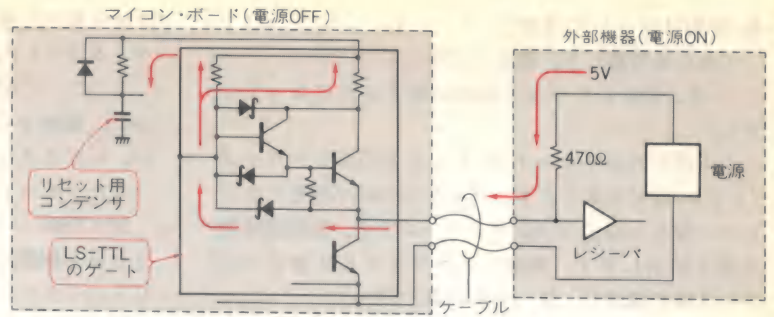 マイコン・ボード(電源OFF)
外部機器(電源ON)
5V
470Ω
電源
リセット用
コンデンサ
LS-TTL
のゲート
レシーバ
ケーブル